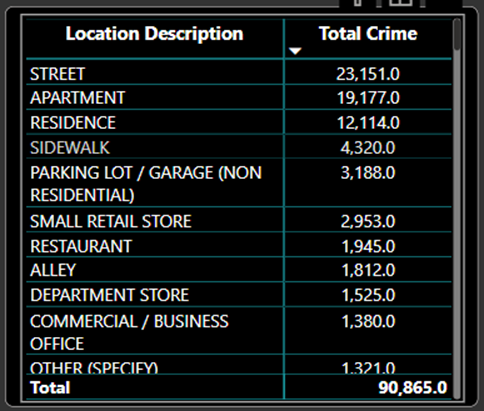 Location Description Total Crime
STREET 23,151.0
APARTMENT 19,177.0
RESIDENCE 12,114.0
SIDEWALK 4,320.0
PARKING LOT / GARAGE (NON 3,188.0
RESIDENTIAL)
SMALL RETAIL STORE 2,953.0
RESTAURANT 1,945.0
ALLEY 1,812.0
DEPARTMENT STORE 1,525.0
COMMERCIAL / BUSINESS 1,380.0
OFFICE
OTHER (SPECIFY) 1,321.0
Total 90,865.0